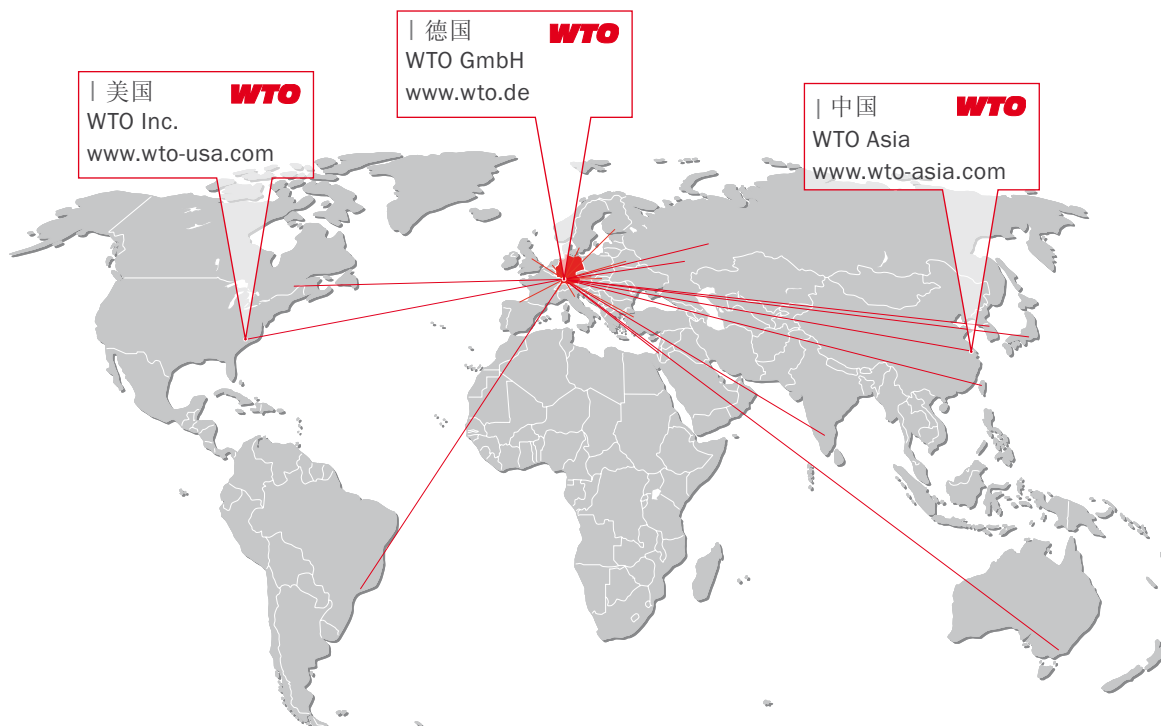 | 美国 WTO
WTO Inc.
www.wto-usa.com
| 德国 WTO
WTO GmbH
www.wto.de
| 中国 WTO
WTO Asia
www.wto-asia.com